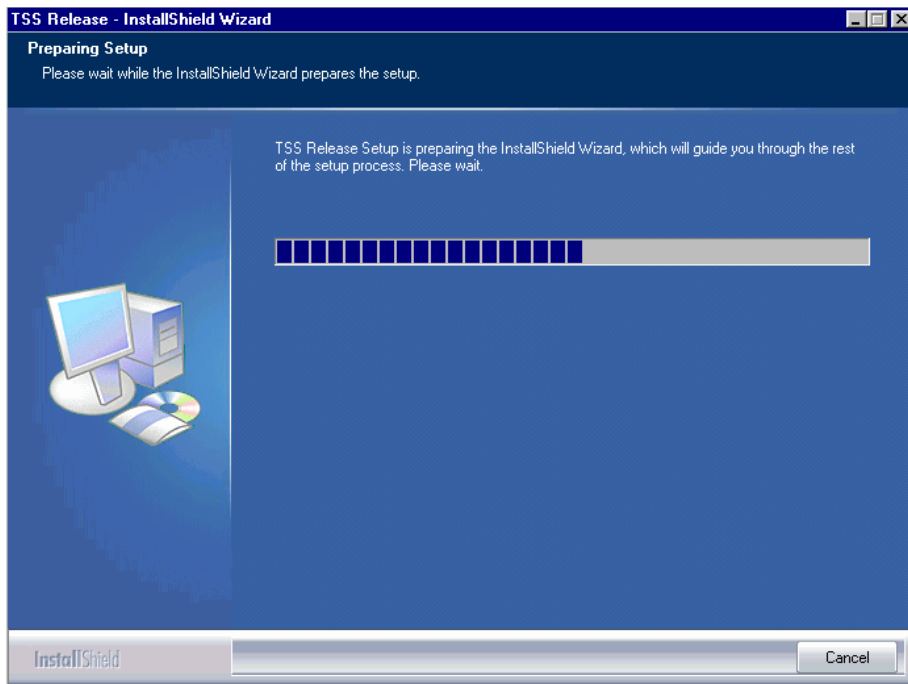 TSS Release - InstallShield Wizard
Preparing Setup
Please wait while the InstallShield Wizard prepares the setup.
TSS Release Setup is preparing the InstallShield Wizard, which will guide you through the rest
of the setup process. Please wait.
InstallShield
Cancel